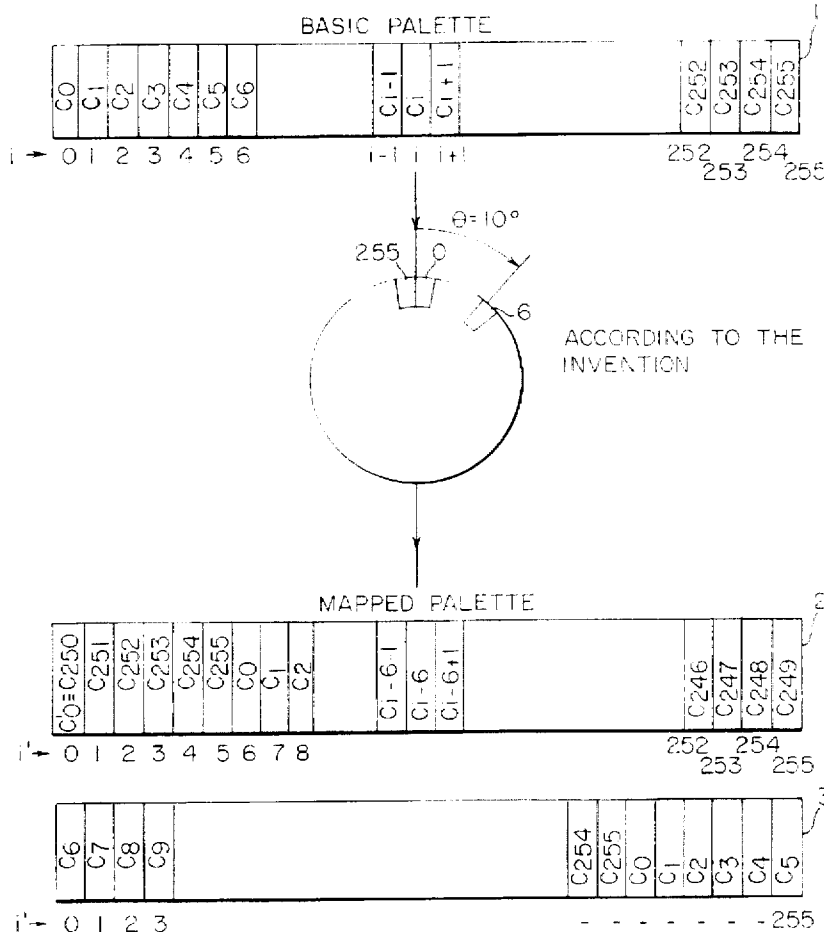 BASIC PALETTE
1
C0 C1 C2 C3 C4 C5 C6 Ci-1 Ci Ci+1 C252 C253 C254 C255
i → 0 1 2 3 4 5 6 i-1 i i+1 252 253 254 255
θ=10°
255 0
6
ACCORDING TO THE
INVENTION
MAPPED PALETTE
2
C'0≡C250 C251 C252 C253 C254 C255 C0 C1 C2 Ci-6-1 Ci-6 Ci-6+1 C246 C247 C248 C249
i' → 0 1 2 3 4 5 6 7 8 252 253 254 255
3
C6 C7 C8 C9 C254 C255 C0 C1 C2 C3 C4 C5
i' → 0 1 2 3 - - - - - - - 255